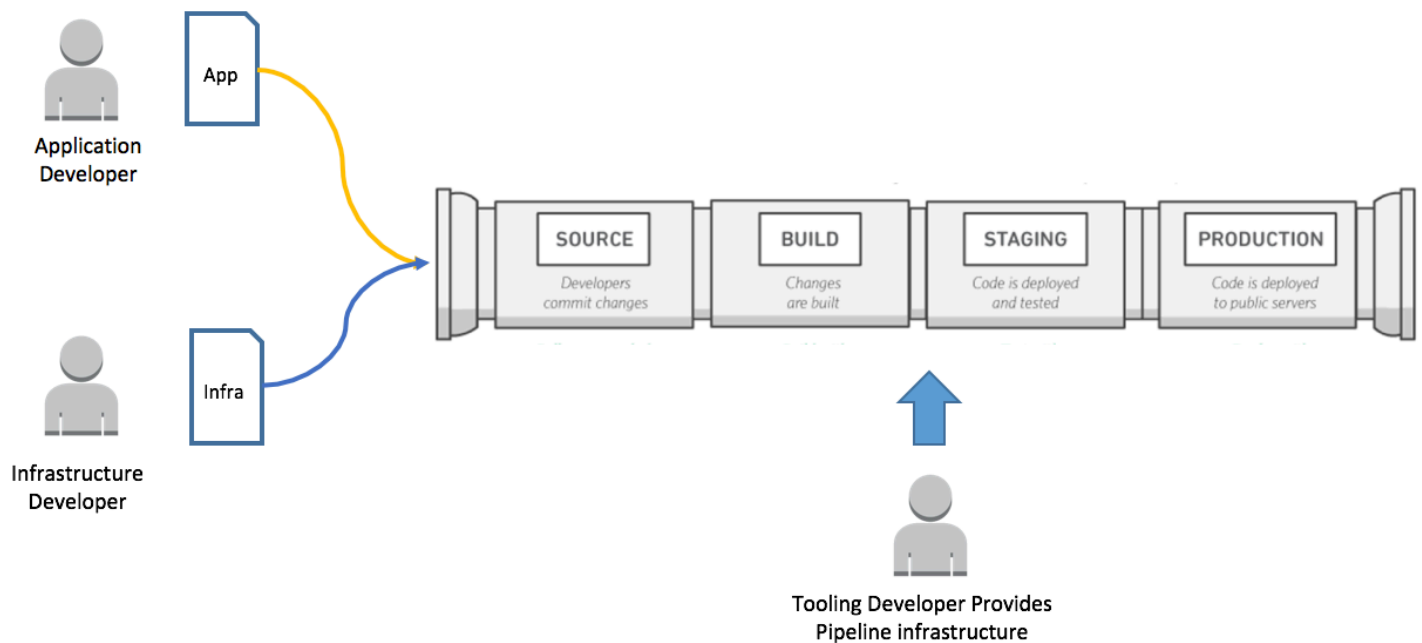 App
Application
Developer
SOURCE
Developers
commit changes
BUILD
Changes
are built
STAGING
Code is deployed
and tested
PRODUCTION
Code is deployed
to public servers
Infra
Infrastructure
Developer
Tooling Developer Provides
Pipeline infrastructure